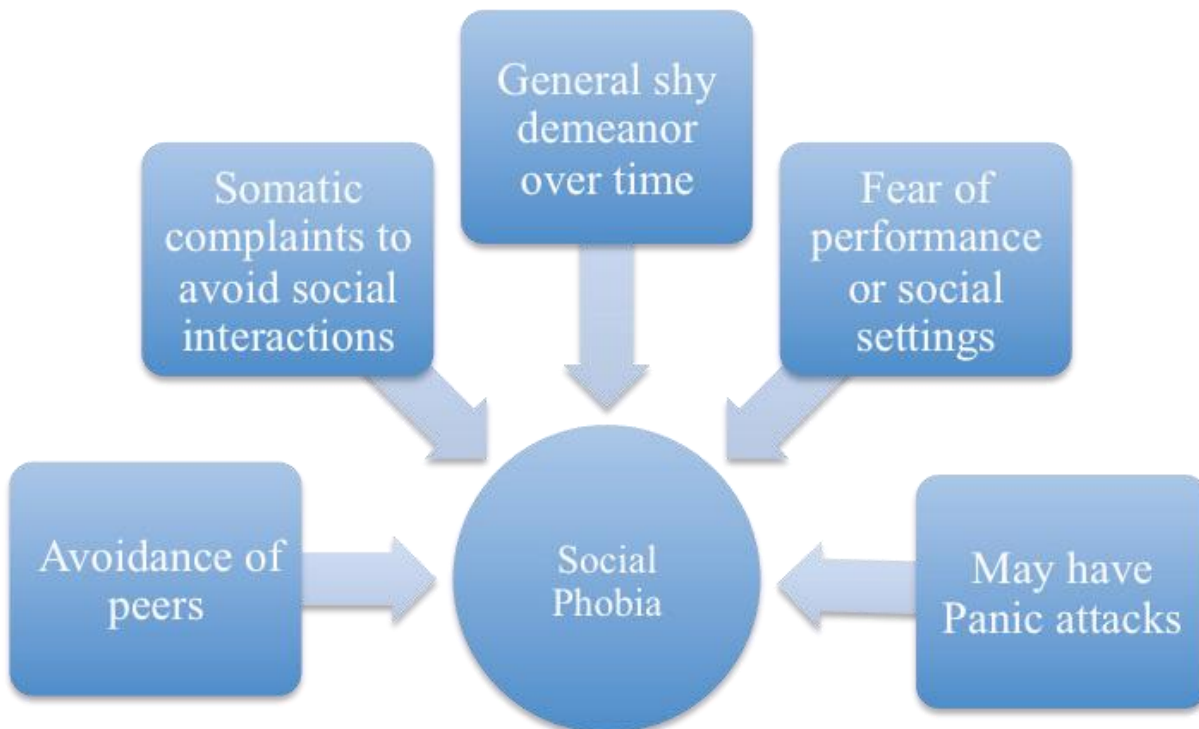 General shy
demeanor
over time
Somatic
complaints to
avoid social
interactions
Fear of
performance
or social
settings
Avoidance of
peers
Social
Phobia
May have
Panic attacks